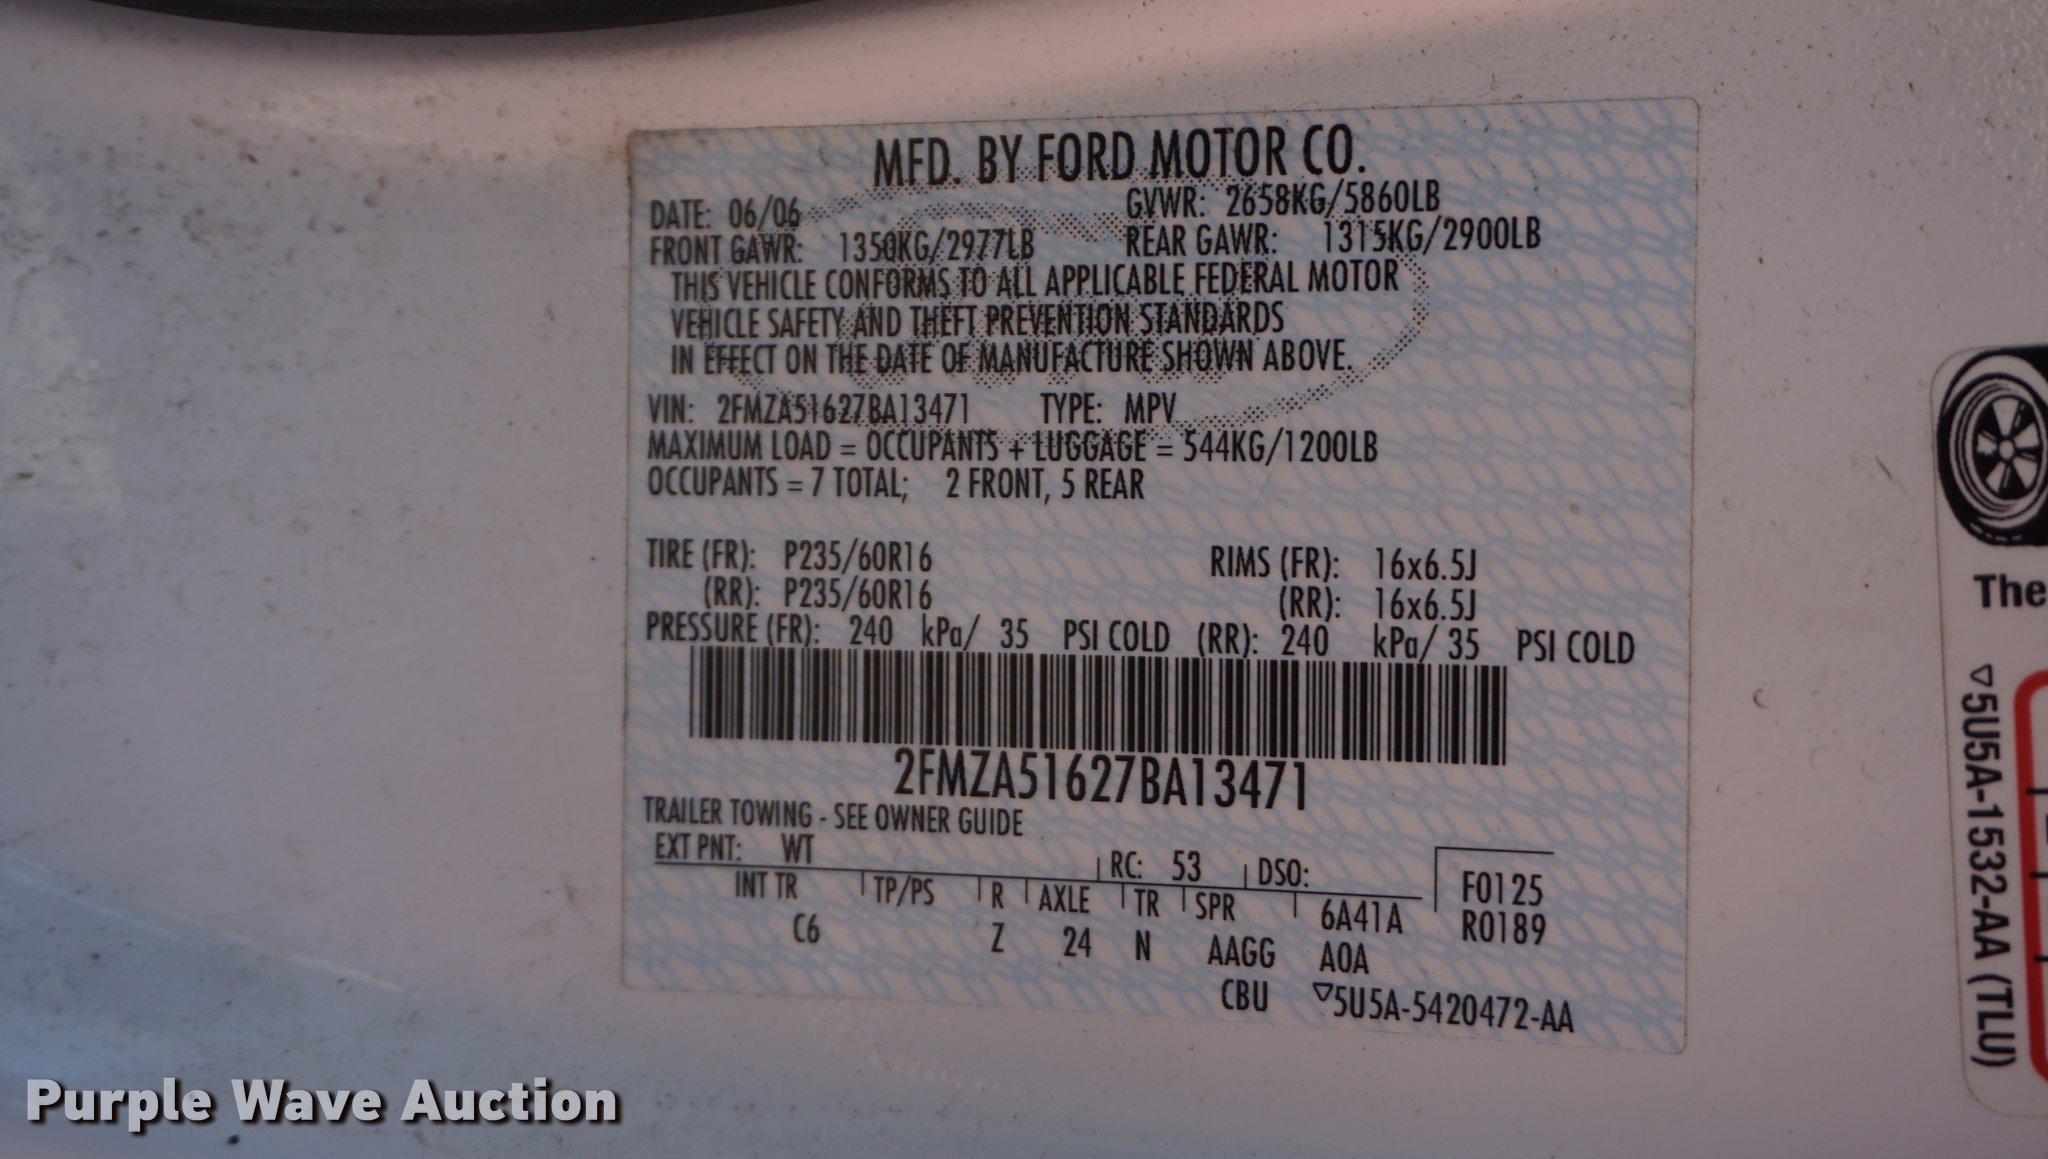 MFD. BY FORD MOTOR CO.
DATE: 06/06 GVWR: 2658KG/5860LB
FRONT GAWR: 1350KG/2977LB REAR GAWR: 1315KG/2900LB
THIS VEHICLE CONFORMS TO ALL APPLICABLE FEDERAL MOTOR
VEHICLE SAFETY AND THEFT PREVENTION STANDARDS
IN EFFECT ON THE DATE OF MANUFACTURE SHOWN ABOVE.
VIN: 2FMZA51627BA13471 TYPE: MPV
MAXIMUM LOAD = OCCUPANTS + LUGGAGE = 544KG/1200LB
OCCUPANTS = 7 TOTAL; 2 FRONT, 5 REAR
TIRE (FR): P235/60R16 RIMS (FR): 16x6.5J
(RR): P235/60R16 (RR): 16x6.5J
PRESSURE (FR): 240 kPa/ 35 PSI COLD (RR): 240 kPa/ 35 PSI COLD
2FMZA51627BA13471
TRAILER TOWING - SEE OWNER GUIDE
EXT PNT: WT RC: 53 DSO:
F0125
INT TR TP/PS R AXLE TR SPR 6A41A R0189
C6 Z 24 N AAGG A0A
CBU ▽5U5A-5420472-AA
The
▽5U5A-1532-AA (TLU)
Purple Wave Auction